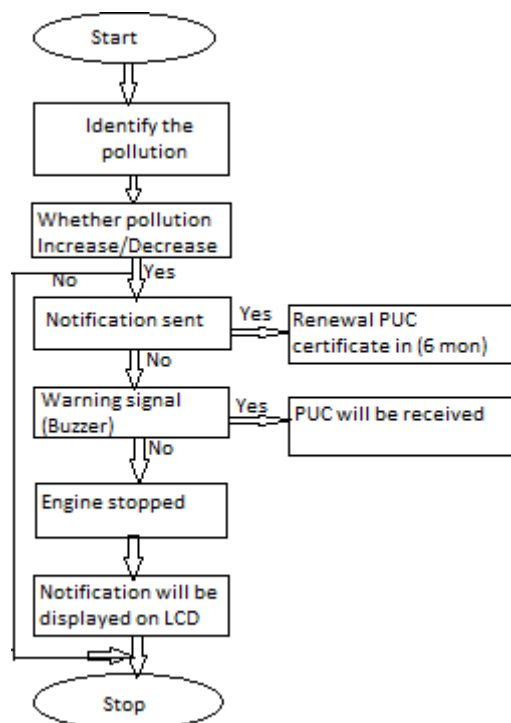 Start
Identify the
pollution
Whether pollution
Increase/Decrease
No
Yes
Notification sent
Yes
Renewal PUC
certificate in (6 mon)
No
Warning signal
(Buzzer)
Yes
PUC will be received
No
Engine stopped
Notification will be
displayed on LCD
Stop